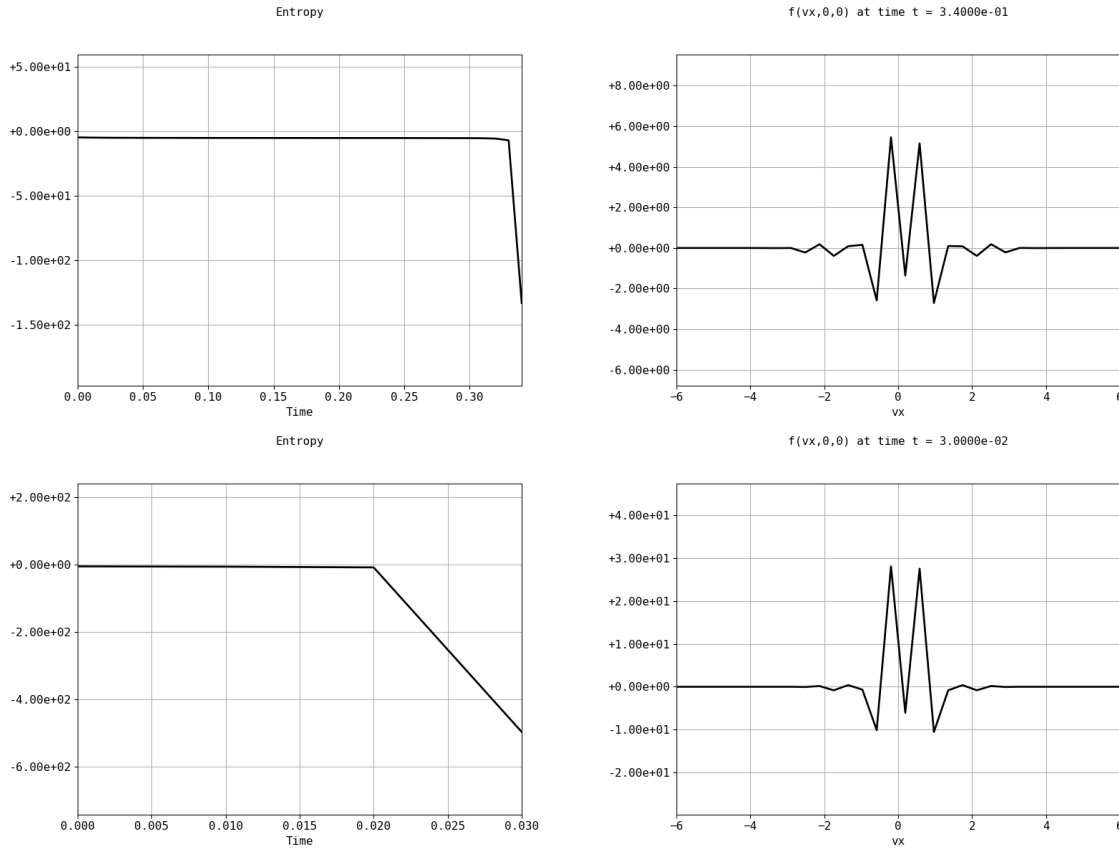 Entropy
+5.00e+01
+0.00e+00
-5.00e+01
-1.00e+02
-1.50e+02
0.00 0.05 0.10 0.15 0.20 0.25 0.30
Time
f(vx,0,0) at time t = 3.4000e-01
+8.00e+00
+6.00e+00
+4.00e+00
+2.00e+00
+0.00e+00
-2.00e+00
-4.00e+00
-6.00e+00
−6 −4 −2 0 2 4 6
vx
Entropy
+2.00e+02
+0.00e+00
-2.00e+02
-4.00e+02
-6.00e+02
0.000 0.005 0.010 0.015 0.020 0.025 0.030
Time
f(vx,0,0) at time t = 3.0000e-02
+4.00e+01
+3.00e+01
+2.00e+01
+1.00e+01
+0.00e+00
-1.00e+01
-2.00e+01
−6 −4 −2 0 2 4 6
vx